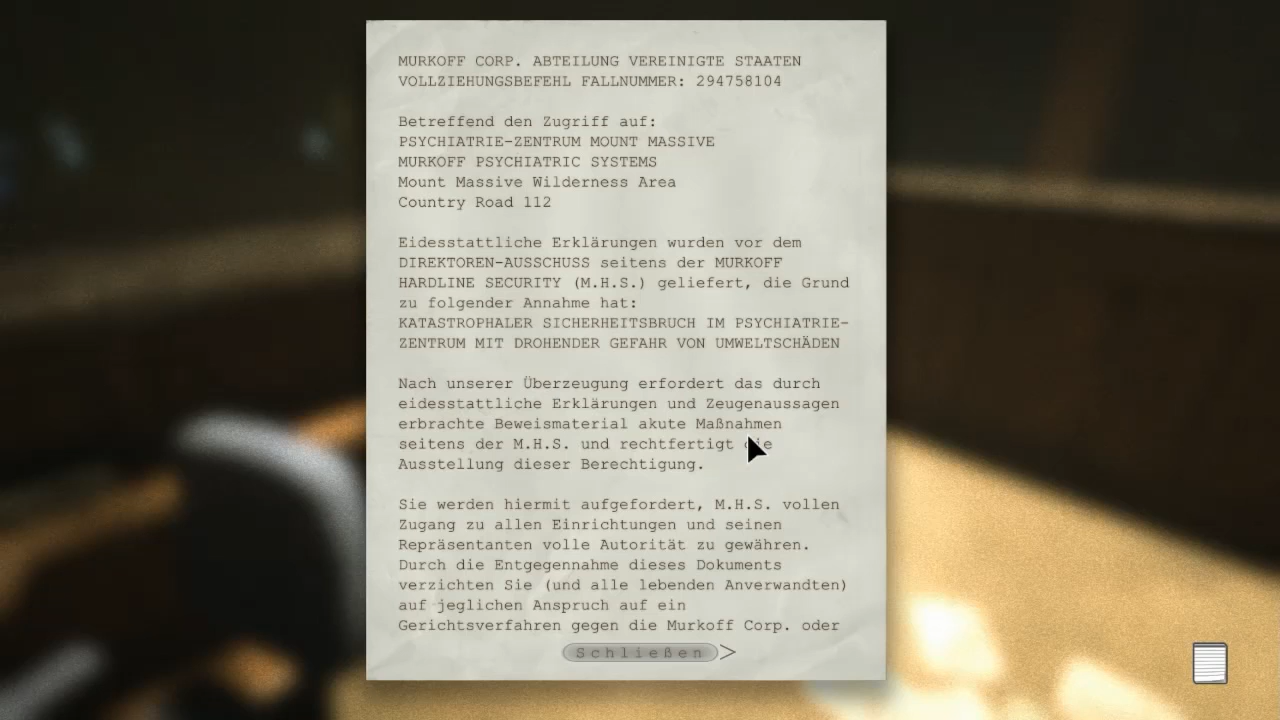 MURKOFF CORP. ABTEILUNG VEREINIGTE STAATEN
VOLLZIEHUNGSBEFEHL FALLNUMMER: 294758104
Betreffend den Zugriff auf:
PSYCHIATRIE-ZENTRUM MOUNT MASSIVE
MURKOFF PSYCHIATRIC SYSTEMS
Mount Massive Wilderness Area
Country Road 112
Eidesstattliche Erklärungen wurden vor dem
DIREKTOREN-AUSSCHUSS seitens der MURKOFF
HARDLINE SECURITY (M.H.S.) geliefert, die Grund
zu folgender Annahme hat:
KATASTROPHALER SICHERHEITSBRUCH IM PSYCHIATRIE-
ZENTRUM MIT DROHENDER GEFAHR VON UMWELTSCHÄDEN
Nach unserer Überzeugung erfordert das durch
eidesstattliche Erklärungen und Zeugenaussagen
erbrachte Beweismaterial akute Maßnahmen
seitens der M.H.S. und rechtfertigt die
Ausstellung dieser Berechtigung.
Sie werden hiermit aufgefordert, M.H.S. vollen
Zugang zu allen Einrichtungen und seinen
Repräsentanten volle Autorität zu gewähren.
Durch die Entgegennahme dieses Dokuments
verzichten Sie (und alle lebenden Anverwandten)
auf jeglichen Anspruch auf ein
Gerichtsverfahren gegen die Murkoff Corp. oder
Schließen >